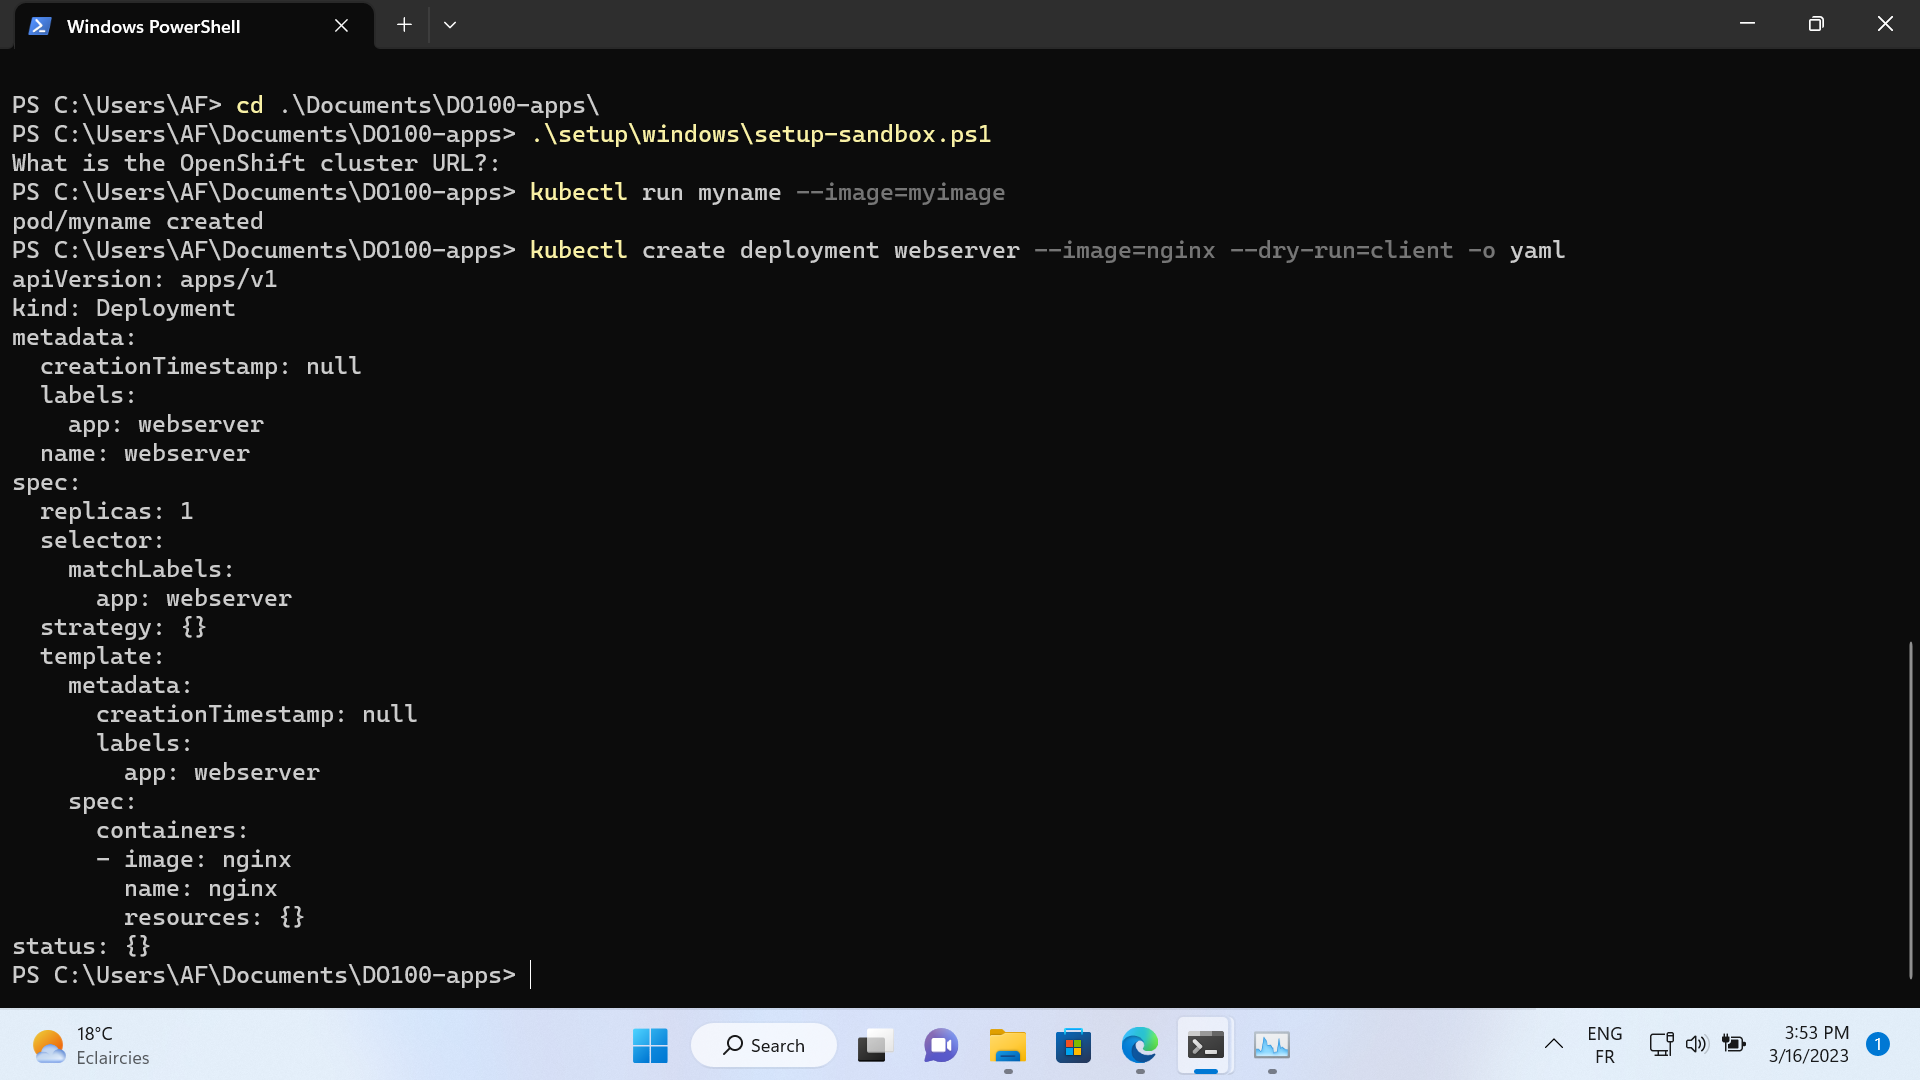 Windows PowerShell
PS C:\Users\AF> cd .\Documents\DO100-apps\
PS C:\Users\AF\Documents\DO100-apps> .\setup\windows\setup-sandbox.ps1
What is the OpenShift cluster URL?:
PS C:\Users\AF\Documents\DO100-apps> kubectl run myname --image=myimage
pod/myname created
PS C:\Users\AF\Documents\DO100-apps> kubectl create deployment webserver --image=nginx --dry-run=client -o yaml
apiVersion: apps/v1
kind: Deployment
metadata:
  creationTimestamp: null
  labels:
    app: webserver
  name: webserver
spec:
  replicas: 1
  selector:
    matchLabels:
      app: webserver
  strategy: {}
  template:
    metadata:
      creationTimestamp: null
      labels:
        app: webserver
    spec:
      containers:
      - image: nginx
        name: nginx
        resources: {}
status: {}
PS C:\Users\AF\Documents\DO100-apps>
18°C
Eclaircies
Search
ENG
FR
3:53 PM
3/16/2023
1